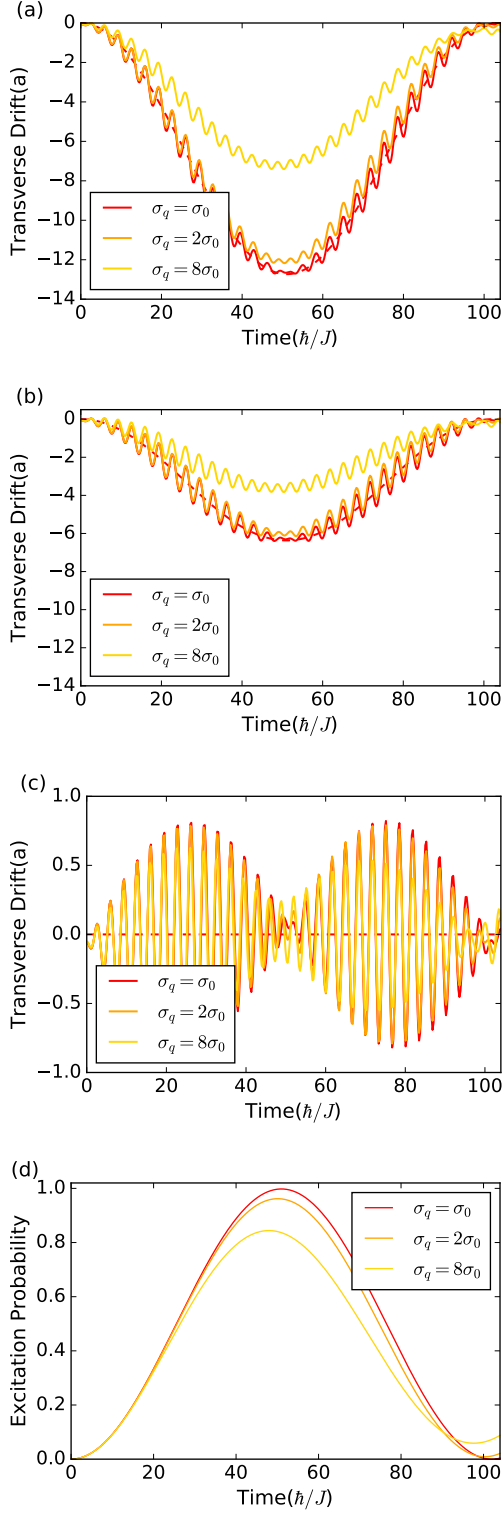 (a)
Transverse Drift(a)
0
−2
−4
−6
−8
−10
−12
−14
σq = σ0
σq = 2σ0
σq = 8σ0
0 20 40 60 80 100
Time(ℏ/J)
(b)
Transverse Drift(a)
0
−2
−4
−6
−8
−10
−12
−14
σq = σ0
σq = 2σ0
σq = 8σ0
0 20 40 60 80 100
Time(ℏ/J)
(c)
Transverse Drift(a)
1.0
0.5
0.0
−0.5
−1.0
σq = σ0
σq = 2σ0
σq = 8σ0
0 20 40 60 80 100
Time(ℏ/J)
(d)
Excitation Probability
1.0
0.8
0.6
0.4
0.2
0.0
σq = σ0
σq = 2σ0
σq = 8σ0
0 20 40 60 80 100
Time(ℏ/J)